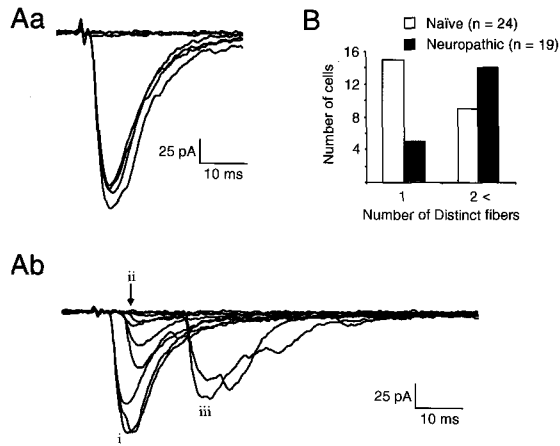 Aa
25 pA
10 ms
B
Naïve (n = 24)
Neuropathic (n = 19)
Number of cells
16
12
8
4
1
2 <
Number of Distinct fibers
Ab
ii
i
iii
25 pA
10 ms